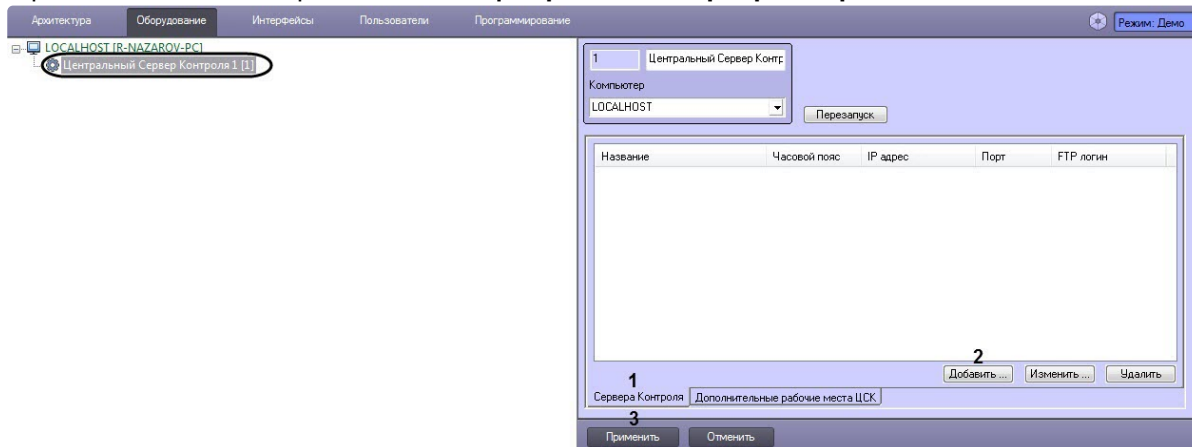 Архитектура Оборудование Интерфейсы Пользователи Программирование Режим: Демо
LOCALHOST [R-NAZAROV-PC]
Центральный Сервер Контроля 1 [1]
1 Центральный Сервер Контр
Компьютер
LOCALHOST
Перезапуск
Название Часовой пояс IP адрес Порт FTP логин
2
Добавить ... Изменить ... Удалить
1
Сервера Контроля Дополнительные рабочие места ЦСК
3
Применить Отменить